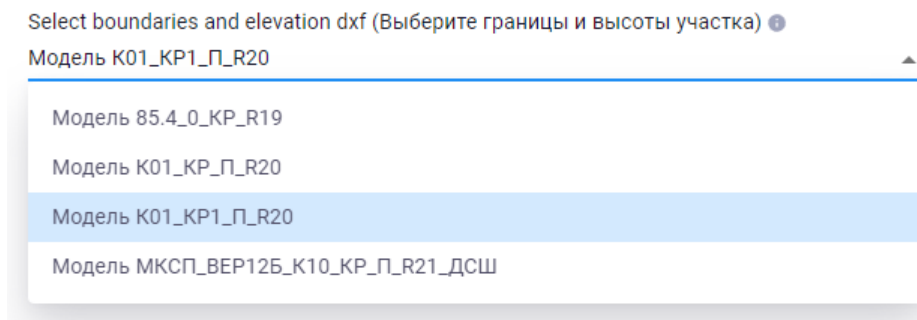 Select boundaries and elevation dxf (Выберите границы и высоты участка)
Модель К01_КР1_П_R20
Модель 85.4_0_КР_R19
Модель К01_КР_П_R20
Модель К01_КР1_П_R20
Модель МКСП_ВЕР12Б_К10_КР_П_R21_ДСШ